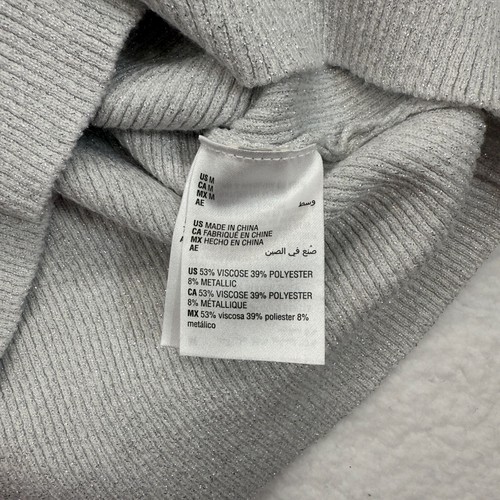 US M
CA M
MX M
AE وسط
US MADE IN CHINA
CA FABRIQUÉ EN CHINE
MX HECHO EN CHINA
AE صنع في الصين
US 53% VISCOSE 39% POLYESTER
8% METALLIC
CA 53% VISCOSE 39% POLYESTER
8% MÉTALLIQUE
MX 53% viscosa 39% poliester 8%
metálico